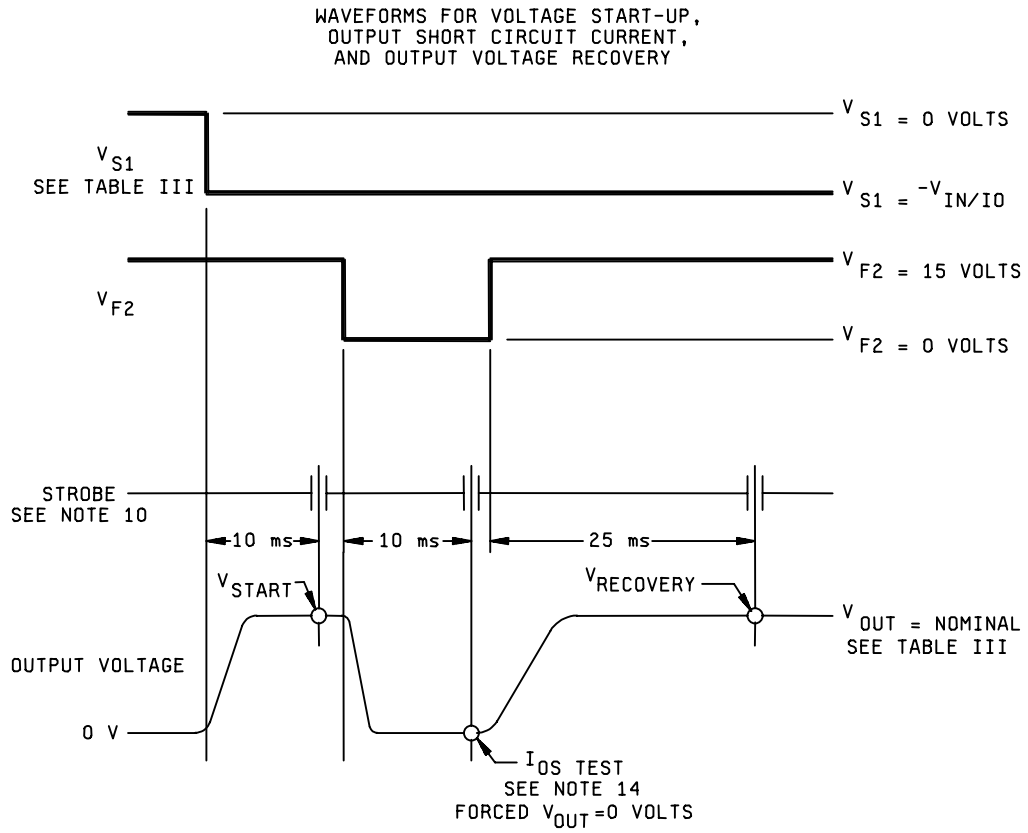 WAVEFORMS FOR VOLTAGE START-UP,
OUTPUT SHORT CIRCUIT CURRENT,
AND OUTPUT VOLTAGE RECOVERY
V S1 = 0 VOLTS
V S1
SEE TABLE III
V S1 = -V IN/IO
V F2 = 15 VOLTS
V F2
V F2 = 0 VOLTS
STROBE
SEE NOTE 10
10 ms
10 ms
25 ms
V START
V RECOVERY
V OUT = NOMINAL
SEE TABLE III
OUTPUT VOLTAGE
0 V
I OS TEST
SEE NOTE 14
FORCED V OUT =0 VOLTS